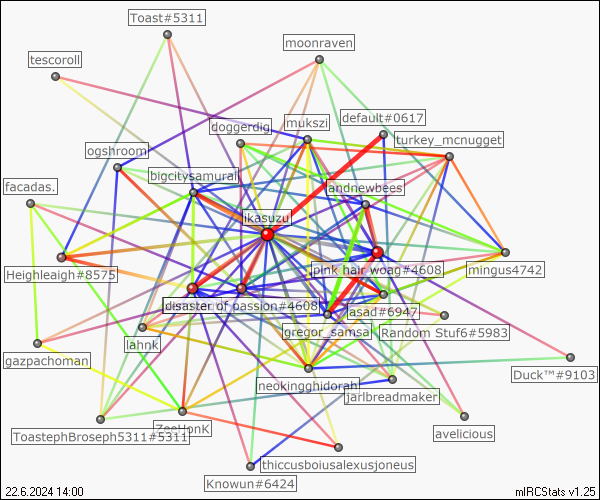 Toast#5311
moonraven
tescoroll
default#0617
doggerdig
mukszi
turkey_mcnugget
ogshroom
bigcitysamurai
facadas.
landnewbees
ikasuzu
Heighleaigh#8575
pink hair woag#4608
mingus4742
disaster of passion#4608
asad#6947
lahnk
gregor_samsa
Random Stuf6#5983
gazpachoman
Duck™#9103
neokingghidorah
jarlbreadmaker
ToastephBroseph5311#5311
ZeeHonK
avelicious
thiccusboiusalexusjoneus
Knowun#6424
22.6.2024 14:00
mIRCStats v1.25